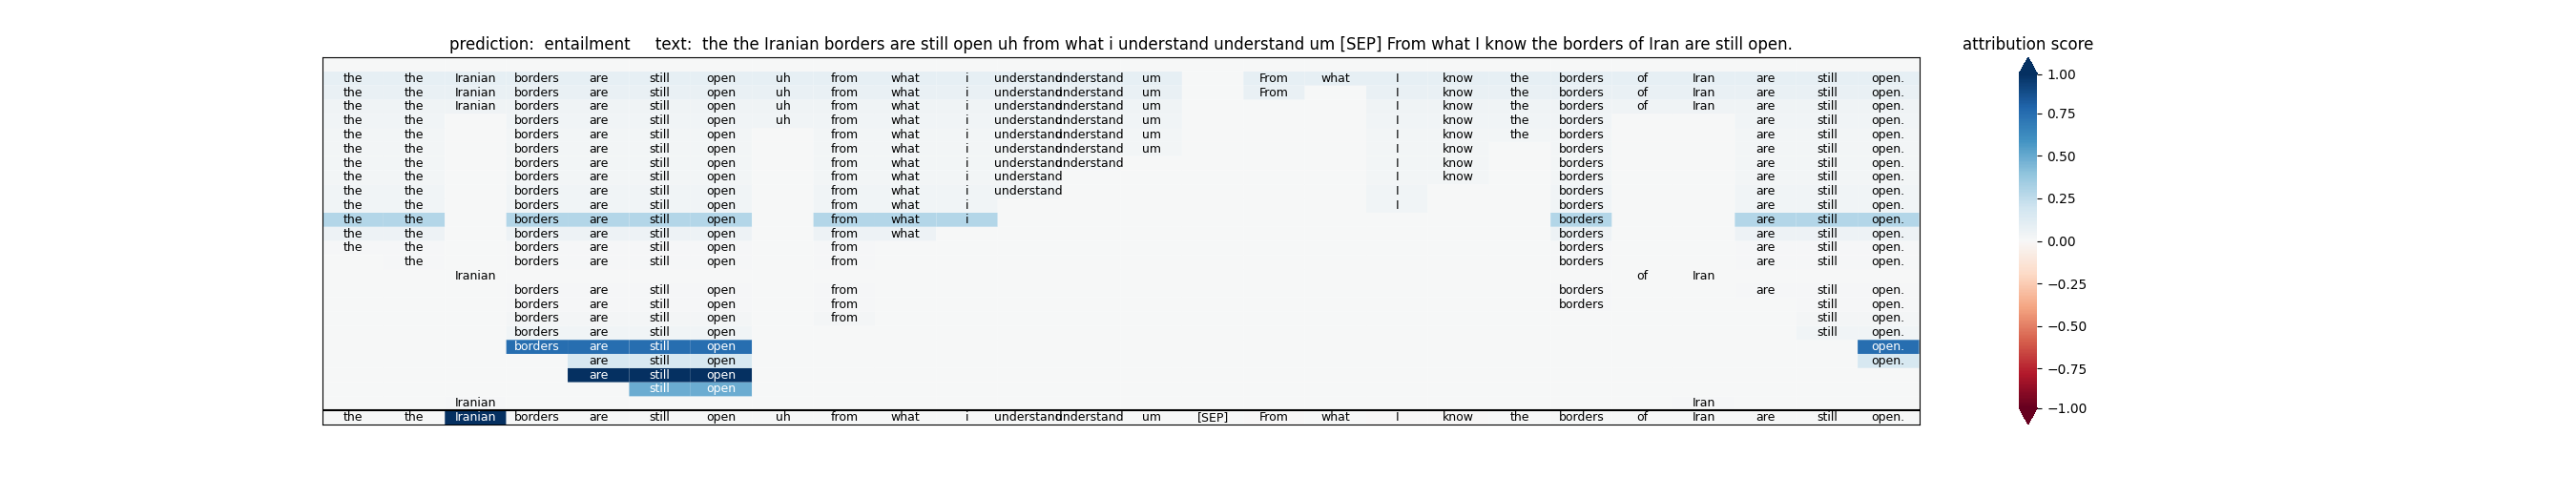 prediction: entailment text: the the Iranian borders are still open uh from what i understand understand um [SEP] From what I know the borders of Iran are still open.
attribution score
the the Iranian borders are still open uh from what i understand understand um From what I know the borders of Iran are still open.
the the Iranian borders are still open uh from what i understand understand um From I know the borders of Iran are still open.
the the Iranian borders are still open uh from what i understand understand um I know the borders of Iran are still open.
the the borders are still open uh from what i understand understand um I know the borders are still open.
the the borders are still open from what i understand understand um I know the borders are still open.
the the borders are still open from what i understand understand um I know borders are still open.
the the borders are still open from what i understand understand I know borders are still open.
the the borders are still open from what i understand I know borders are still open.
the the borders are still open from what i understand I borders are still open.
the the borders are still open from what i I borders are still open.
the the borders are still open from what i borders are still open.
the the borders are still open from what borders are still open.
the the borders are still open from borders are still open.
the borders are still open from borders are still open.
Iranian of Iran
borders are still open from borders are still open.
borders are still open from borders still open.
borders are still open from still open.
borders are still open still open.
borders are still open open.
are still open open.
are still open
still open
Iranian Iran
the the Iranian borders are still open uh from what i understand understand um [SEP] From what I know the borders of Iran are still open.
1.00
0.75
0.50
0.25
0.00
−0.25
−0.50
−0.75
−1.00